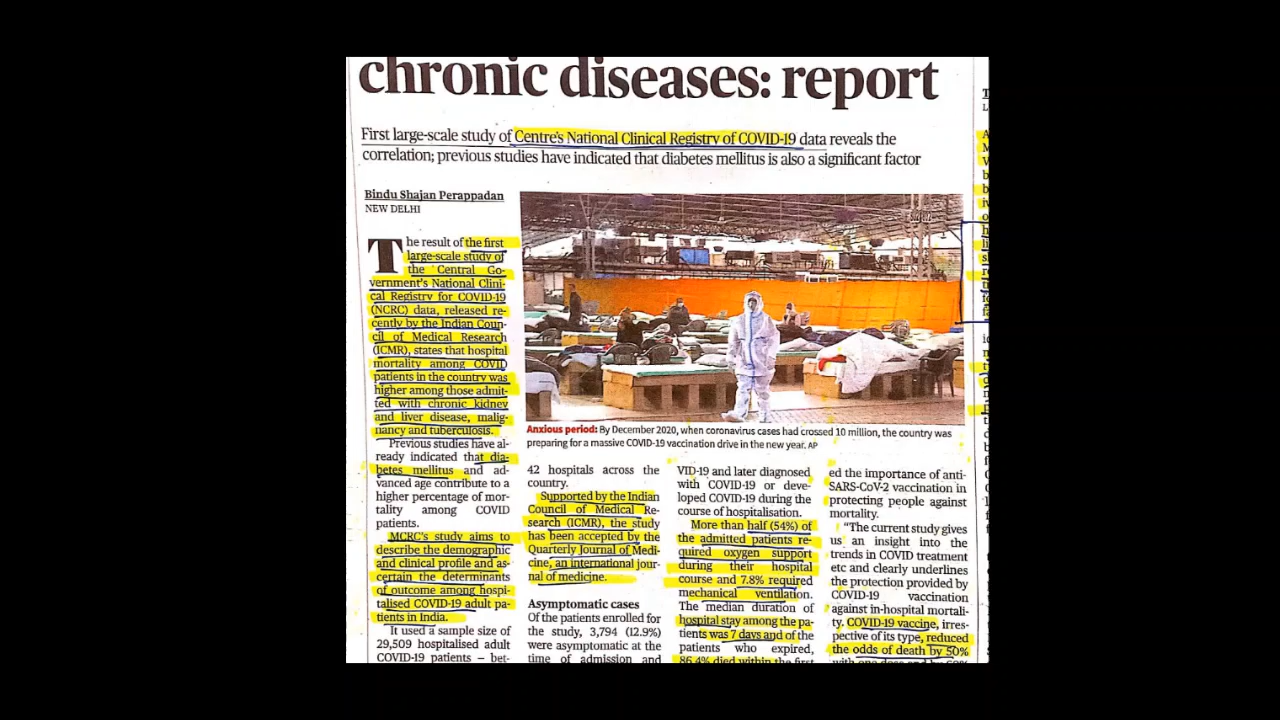 chronic diseases: report
First large-scale study of Centre's National Clinical Registry of COVID-19 data reveals the
correlation; previous studies have indicated that diabetes mellitus is also a significant factor
Bindu Shajan Perappadan
NEW DELHI
The result of the first
large-scale study of
the Central Go-
vernment's National Clini-
cal Registry for COVID-19
(NCRC) data, released re-
cently by the Indian Coun-
cil of Medical Research
(ICMR), states that hospital
mortality among COVID
patients in the country was
higher among those admit-
ted with chronic kidney
and liver disease, malig-
nancy and tuberculosis.
Previous studies have al-
ready indicated that dia-
betes mellitus and ad-
vanced age contribute to a
higher percentage of mor-
tality among COVID
patients.
MCRC's study aims to
describe the demographic
and clinical profile and as-
certain the determinants
of outcome among hospi-
talised COVID-19 adult pa-
tients in India.
It used a sample size of
29,509 hospitalised adult
COVID-19 patients – bet-
Anxious period: By December 2020, when coronavirus cases had crossed 10 million, the country was
preparing for a massive COVID-19 vaccination drive in the new year. AP
42 hospitals across the
country.
Supported by the Indian
Council of Medical Re-
search (ICMR), the study
has been accepted by the
Quarterly Journal of Medi-
cine, an international jour-
nal of medicine.
Asymptomatic cases
Of the patients enrolled for
the study, 3,794 (12.9%)
were asymptomatic at the
time of admission and
VID-19 and later diagnosed
with COVID-19 or deve-
loped COVID-19 during the
course of hospitalisation.
More than half (54%) of
the admitted patients re-
quired oxygen support
during their hospital
course and 7.8% required
mechanical ventilation.
The median duration of
hospital stay among the pa-
tients was 7 days and of the
patients who expired,
86.4% died within the first
ed the importance of anti-
SARS-CoV-2 vaccination in
protecting people against
mortality.
"The current study gives
us an insight into the
trends in COVID treatment
etc and clearly underlines
the protection provided by
COVID-19 vaccination
against in-hospital mortali-
ty. COVID-19 vaccine, irres-
pective of its type, reduced
the odds of death by 50%
with one dose and by 60%